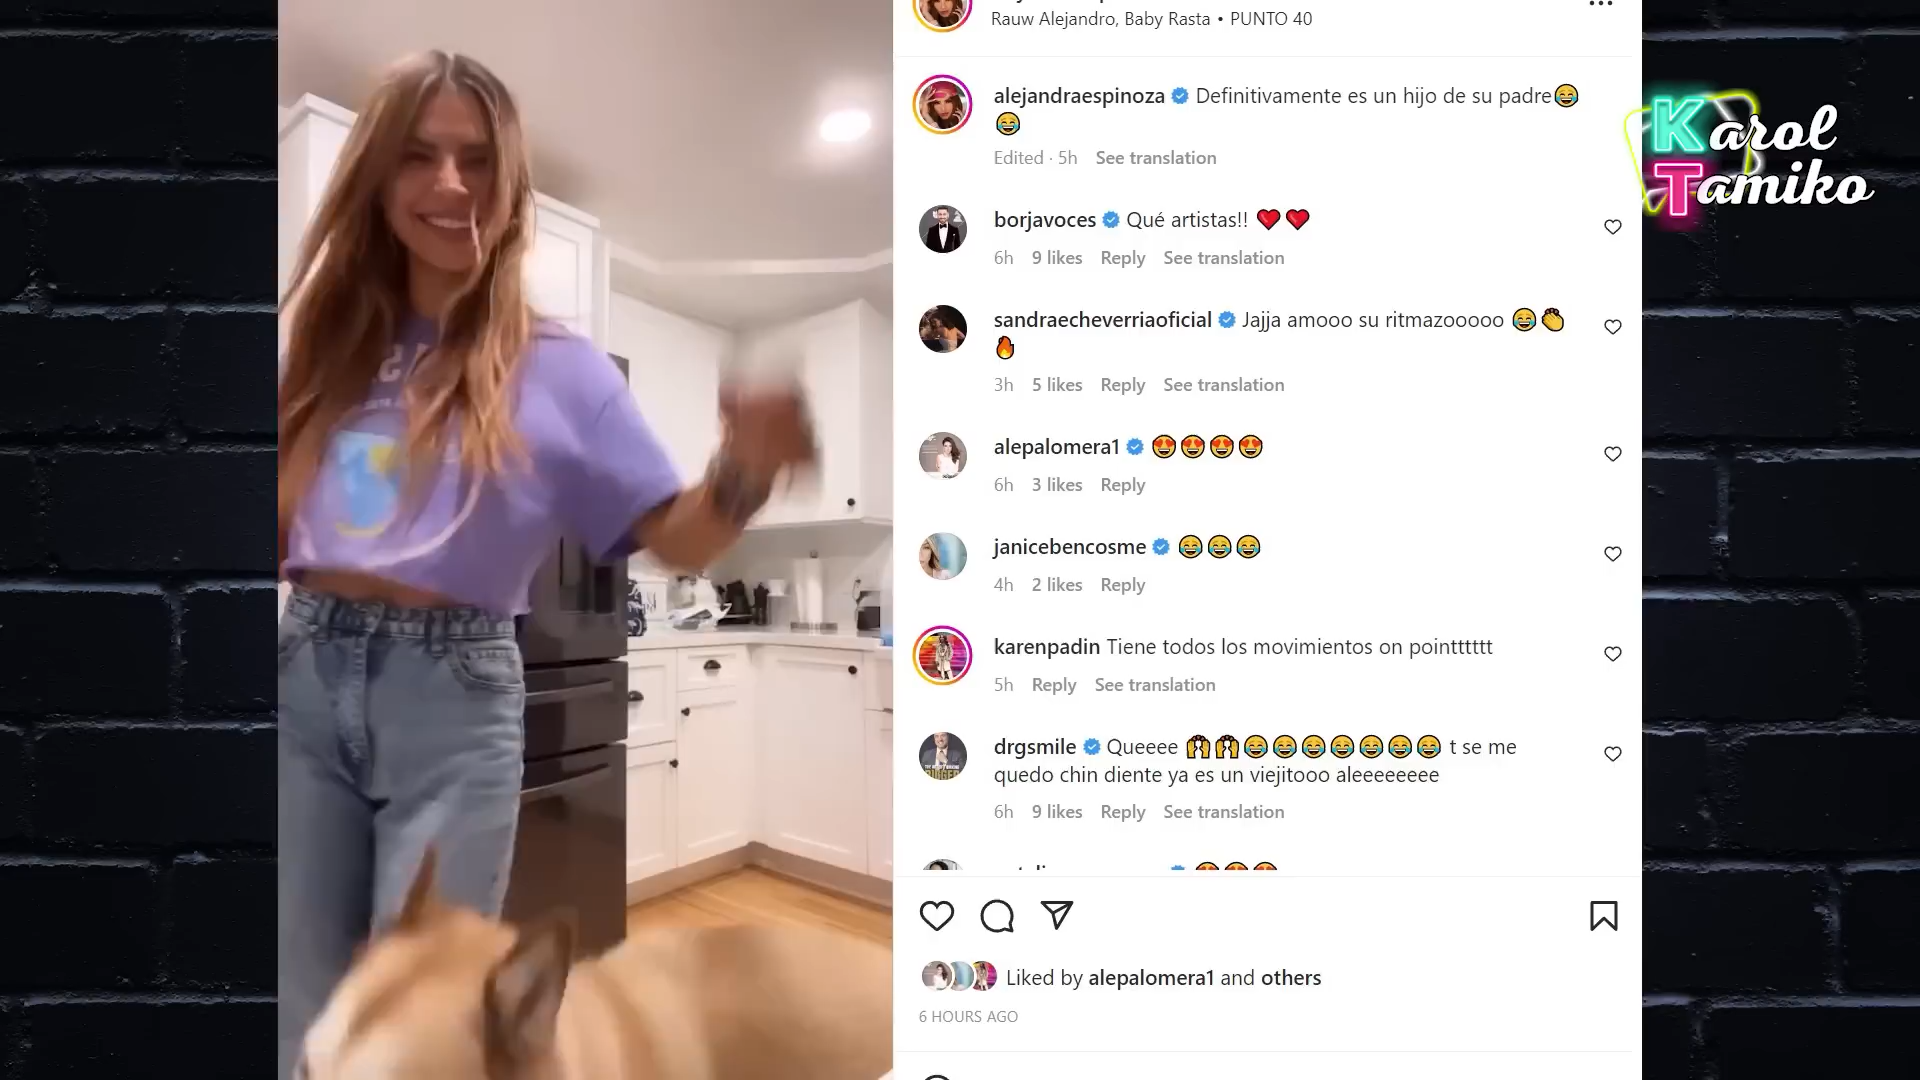 Rauw Alejandro, Baby Rasta • PUNTO 40
alejandraespinoza Definitivamente es un hijo de su padre😂
😂
Edited · 5h See translation
borjavoces Qué artistas!! ❤️❤️
6h 9 likes Reply See translation
sandraecheverriaoficial Jajja amooo su ritmazooooo 😂👏
🔥
3h 5 likes Reply See translation
alepalomera1 😍😍😍😍
6h 3 likes Reply
janicebencosme 😂😂😂
4h 2 likes Reply
karenpadin Tiene todos los movimientos on pointttttt
5h Reply See translation
drgsmile Queeee 🙌🙌😂😂😂😂😂😂😂 t se me
quedo chin diente ya es un viejitooo aleeeeeeee
6h 9 likes Reply See translation
Liked by alepalomera1 and others
6 HOURS AGO
Karol
Tamiko